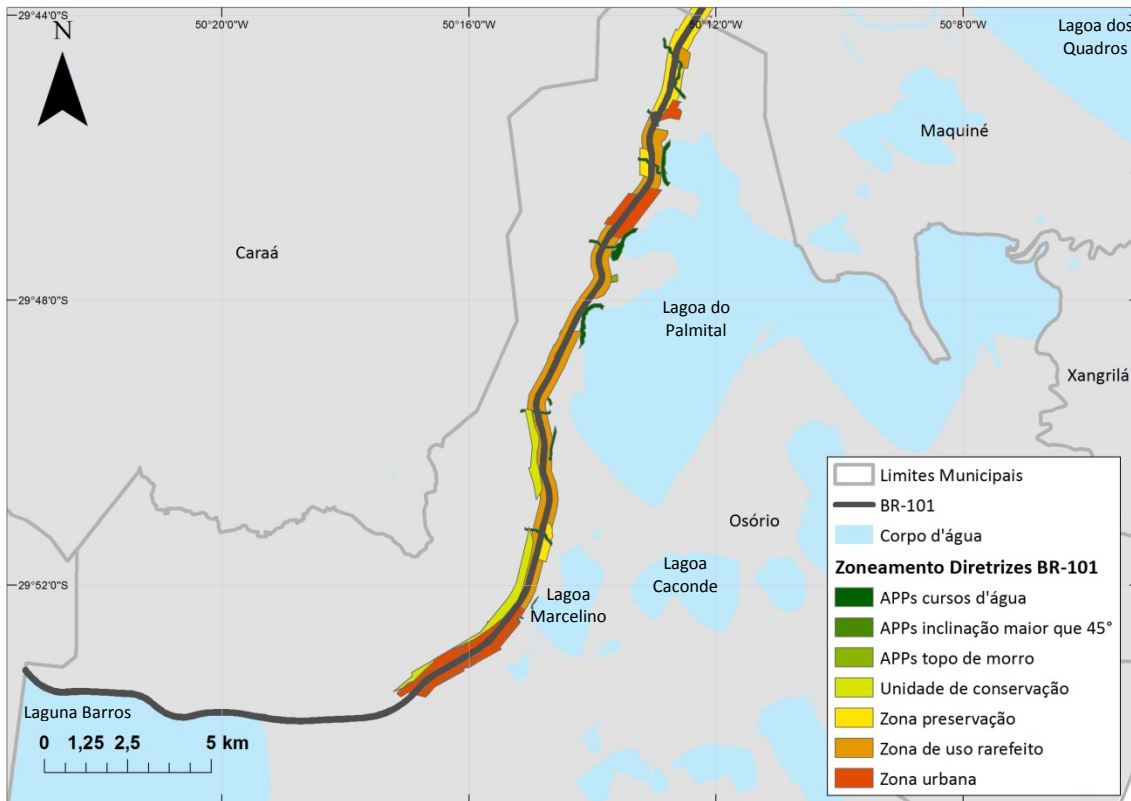 29°44'0"S
50°20'0"W
50°16'0"W
50°12'0"W
50°8'0"W
N
Lagoa dos
Quadros
Maquiné
Caraá
29°48'0"S
Lagoa do
Palmital
Xangrilá
Osório
29°52'0"S
Lagoa
Caconde
Lagoa
Marcelino
Laguna Barros
0 1,25 2,5 5 km
Limites Municipais
BR-101
Corpo d'água
Zoneamento Diretrizes BR-101
APPs cursos d'água
APPs inclinação maior que 45°
APPs topo de morro
Unidade de conservação
Zona preservação
Zona de uso rarefeito
Zona urbana